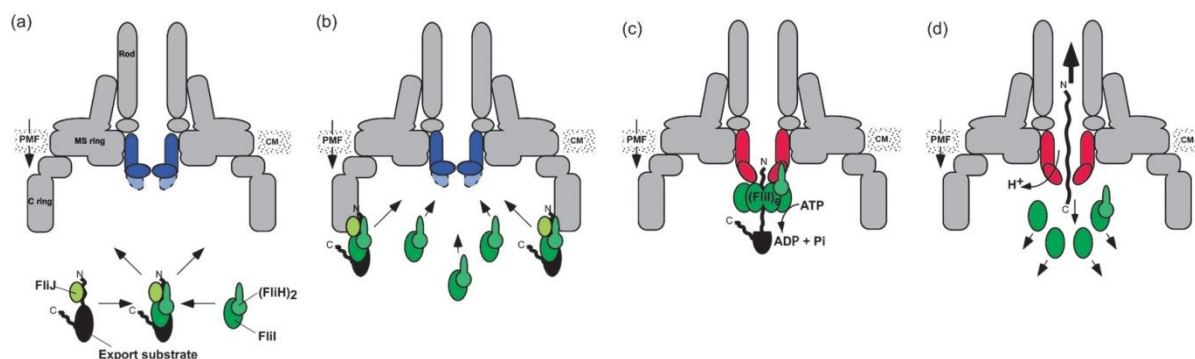 (a)
Rod
PMF
MS ring
CM
C ring
N
FliJ
C
N
C
(FliH)2
FliI
Export substrate
(b)
PMF
CM
N
C
N
C
(c)
PMF
CM
N
(FliI)6
ATP
C
ADP + Pi
(d)
N
PMF
CM
H+
C